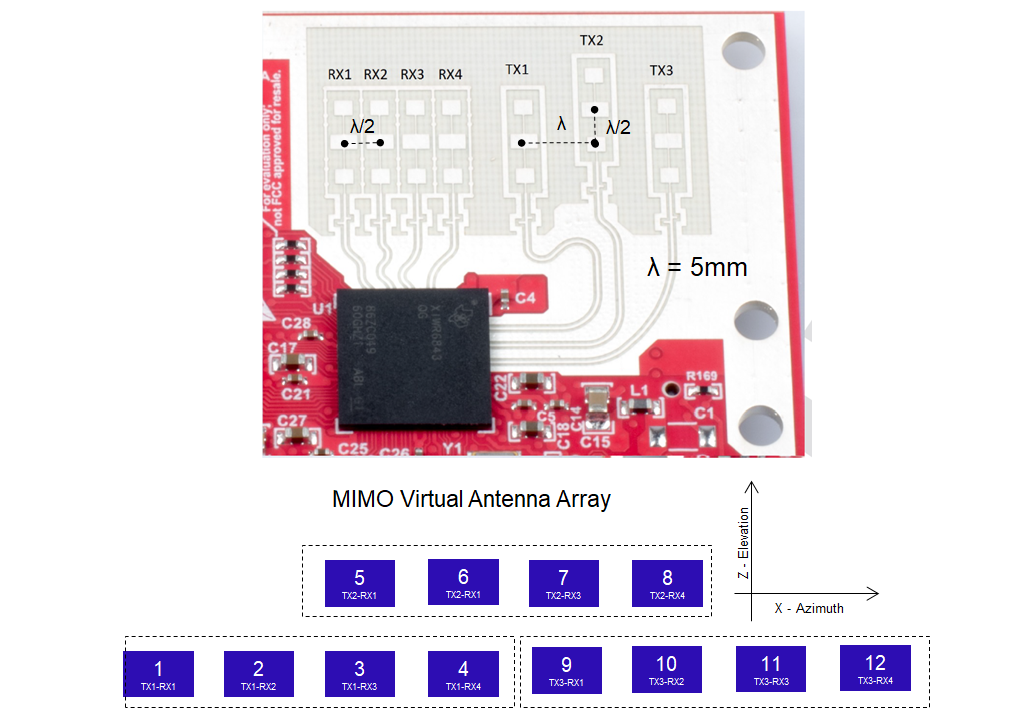 TX2
RX1 RX2 RX3 RX4 TX1 TX3
For evaluation only;
not FCC approved for resale.
λ/2 λ λ/2
λ = 5mm
U1
C4
XIWR6843
QG
C28
C17
C21
C27
C25
C26
Y1
C22
C5
C14
C18
C15
L1
R169
C1
MIMO Virtual Antenna Array
Z - Elevation
X - Azimuth
5 6 7 8
TX2-RX1 TX2-RX1 TX2-RX3 TX2-RX4
1 2 3 4 9 10 11 12
TX1-RX1 TX1-RX2 TX1-RX3 TX1-RX4 TX3-RX1 TX3-RX2 TX3-RX3 TX3-RX4